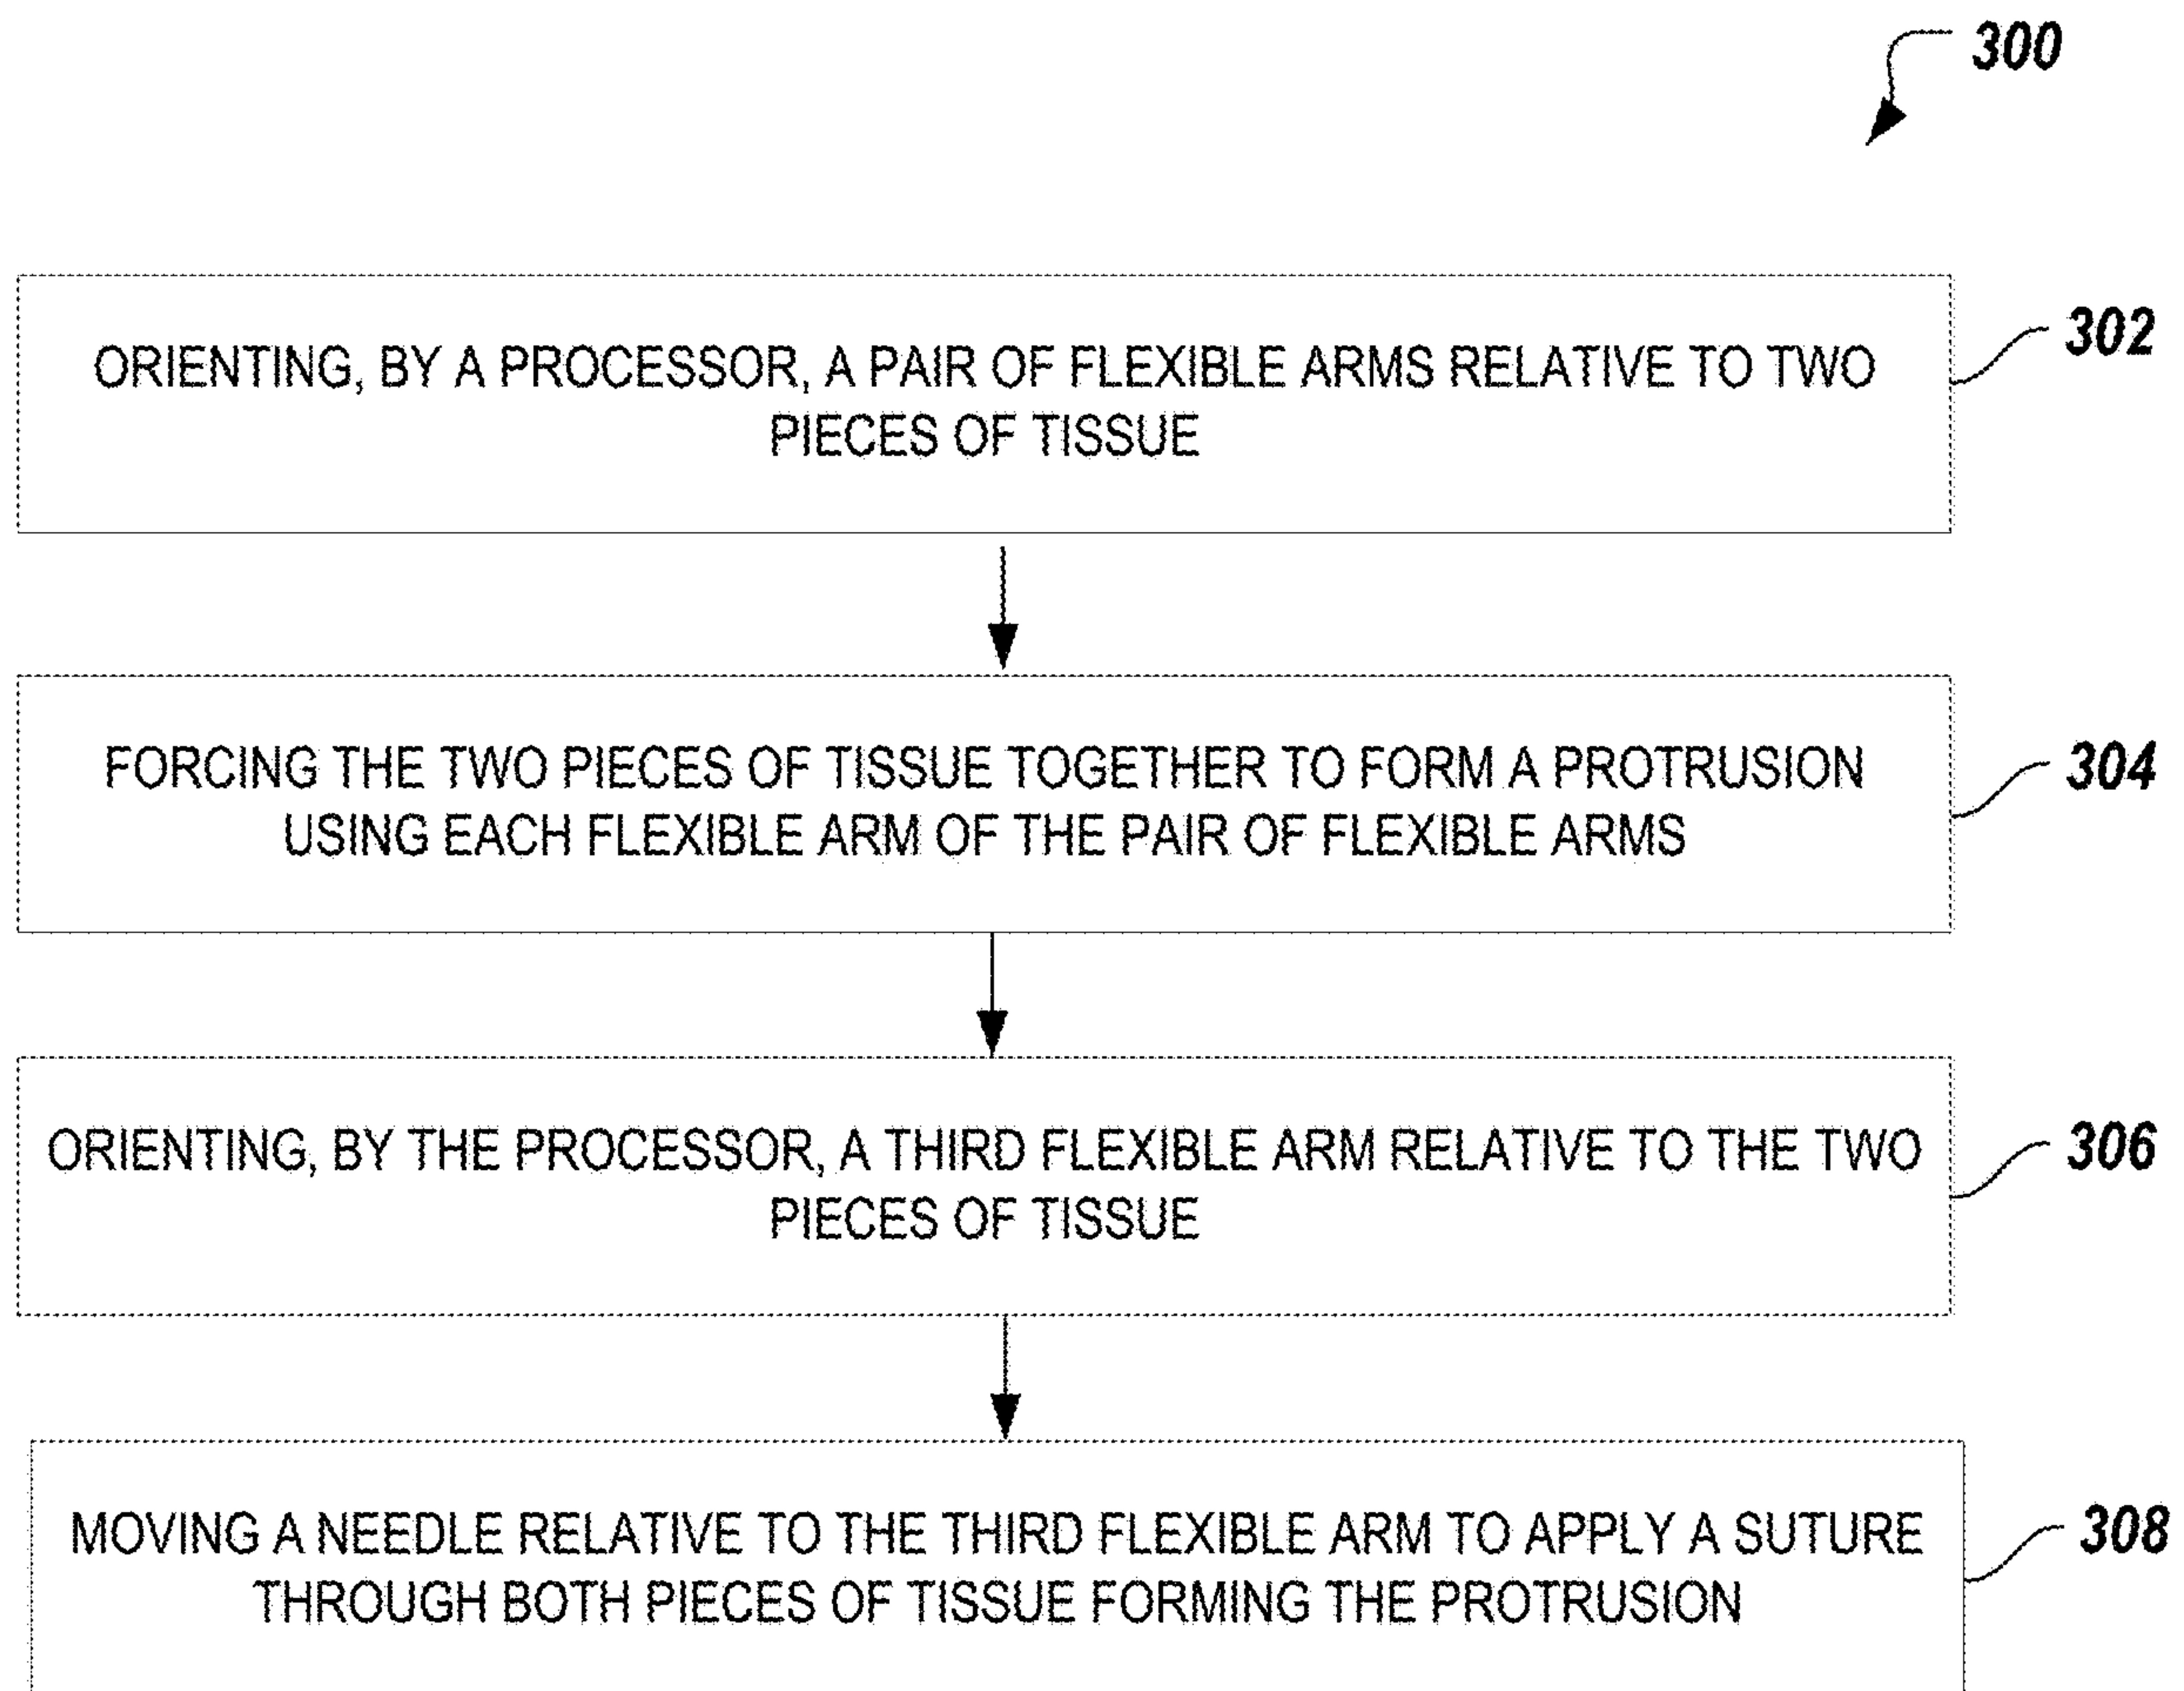 300
ORIENTING, BY A PROCESSOR, A PAIR OF FLEXIBLE ARMS RELATIVE TO TWO
PIECES OF TISSUE
302
FORCING THE TWO PIECES OF TISSUE TOGETHER TO FORM A PROTRUSION
USING EACH FLEXIBLE ARM OF THE PAIR OF FLEXIBLE ARMS
304
ORIENTING, BY THE PROCESSOR, A THIRD FLEXIBLE ARM RELATIVE TO THE TWO
PIECES OF TISSUE
306
MOVING A NEEDLE RELATIVE TO THE THIRD FLEXIBLE ARM TO APPLY A SUTURE
THROUGH BOTH PIECES OF TISSUE FORMING THE PROTRUSION
308